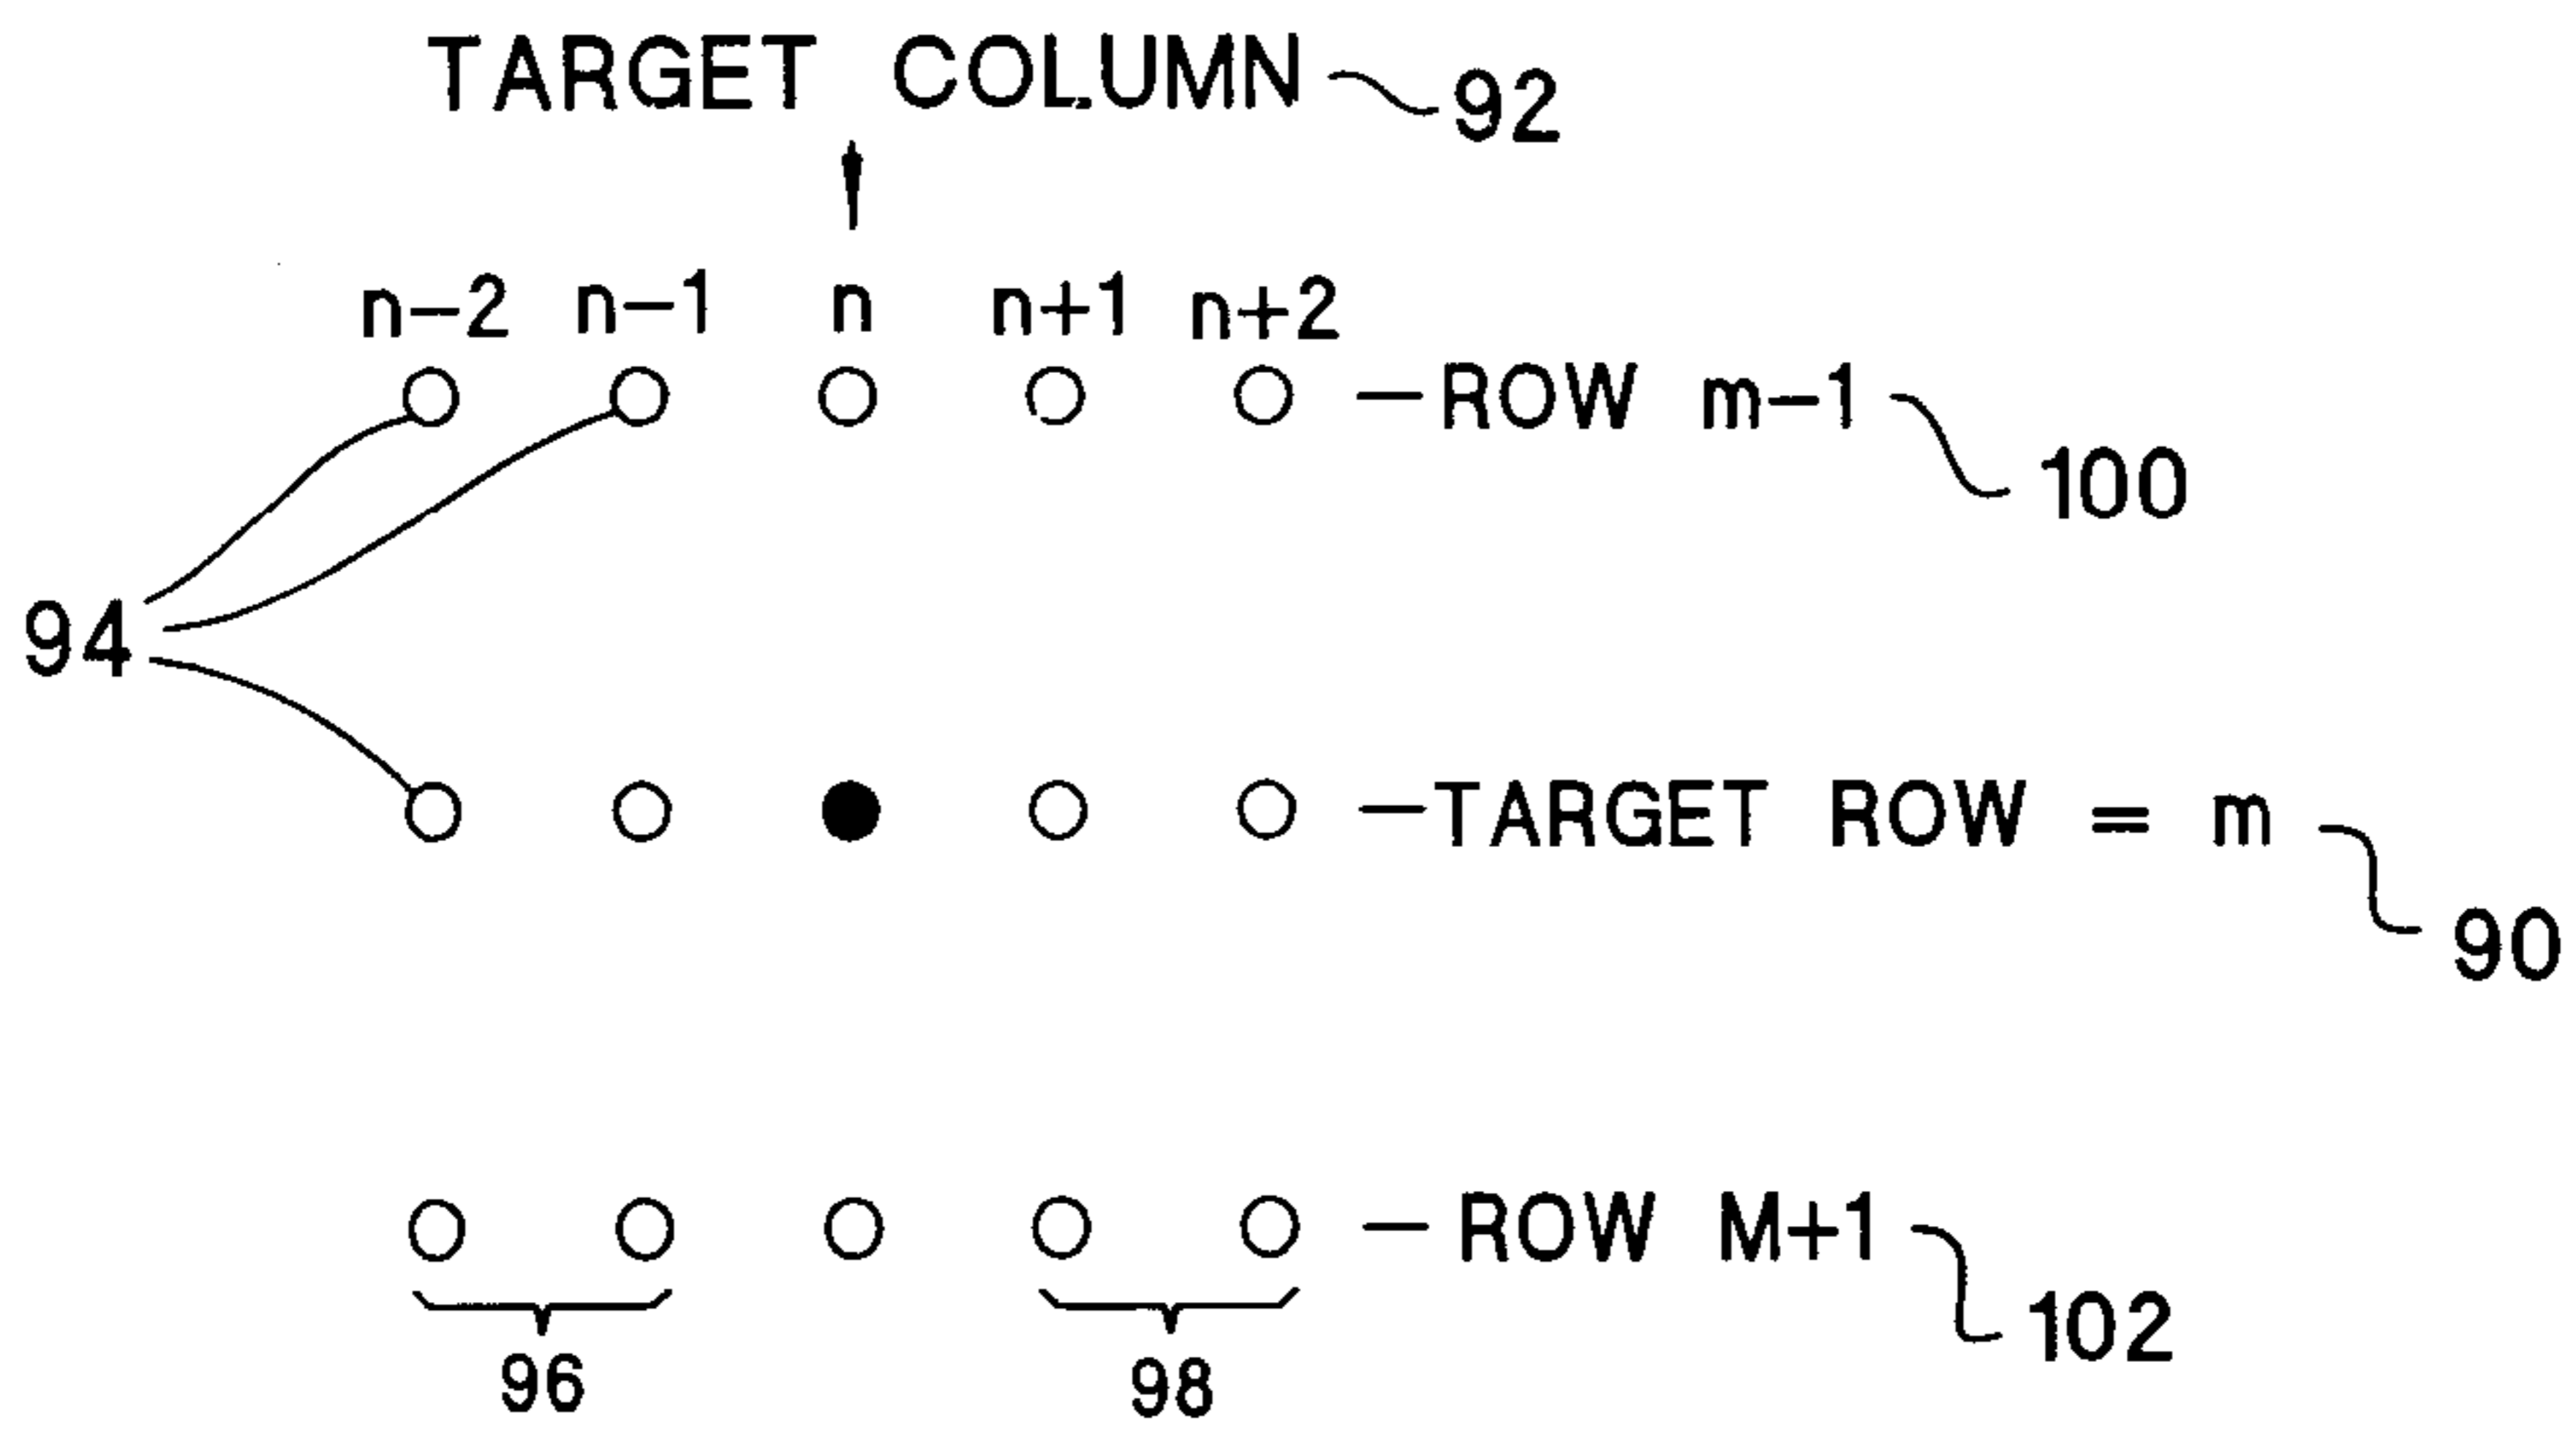 TARGET COLUMN 92
n-2 n-1 n n+1 n+2
ROW m-1
100
94
TARGET ROW = m
90
ROW M+1
102
96 98